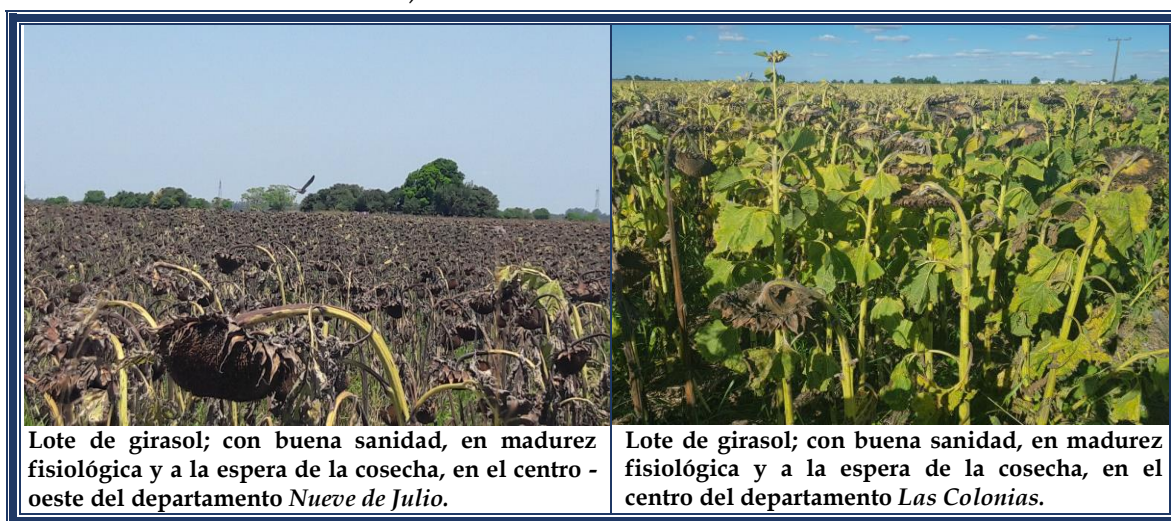 Lote de girasol; con buena sanidad, en madurez
fisiológica y a la espera de la cosecha, en el centro -
oeste del departamento Nueve de Julio.
Lote de girasol; con buena sanidad, en madurez
fisiológica y a la espera de la cosecha, en el
centro del departamento Las Colonias.